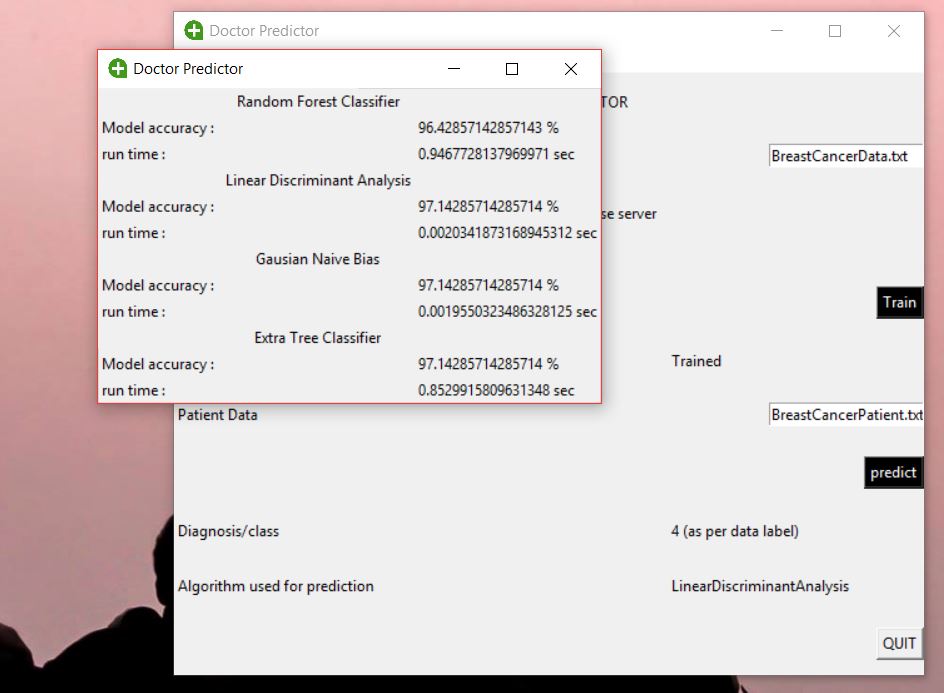 Doctor Predictor
Doctor Predictor
Random Forest Classifier
Model accuracy : 96.42857142857143 %
run time : 0.9467728137969971 sec
Linear Discriminant Analysis
Model accuracy : 97.14285714285714 %
run time : 0.0020341873168945312 sec
Gausian Naive Bias
Model accuracy : 97.14285714285714 %
run time : 0.0019550323486328125 sec
Extra Tree Classifier
Model accuracy : 97.14285714285714 %
run time : 0.8529915809631348 sec
TOR
BreastCancerData.txt
se server
Train
Trained
Patient Data BreastCancerPatient.txt
predict
Diagnosis/class 4 (as per data label)
Algorithm used for prediction LinearDiscriminantAnalysis
QUIT